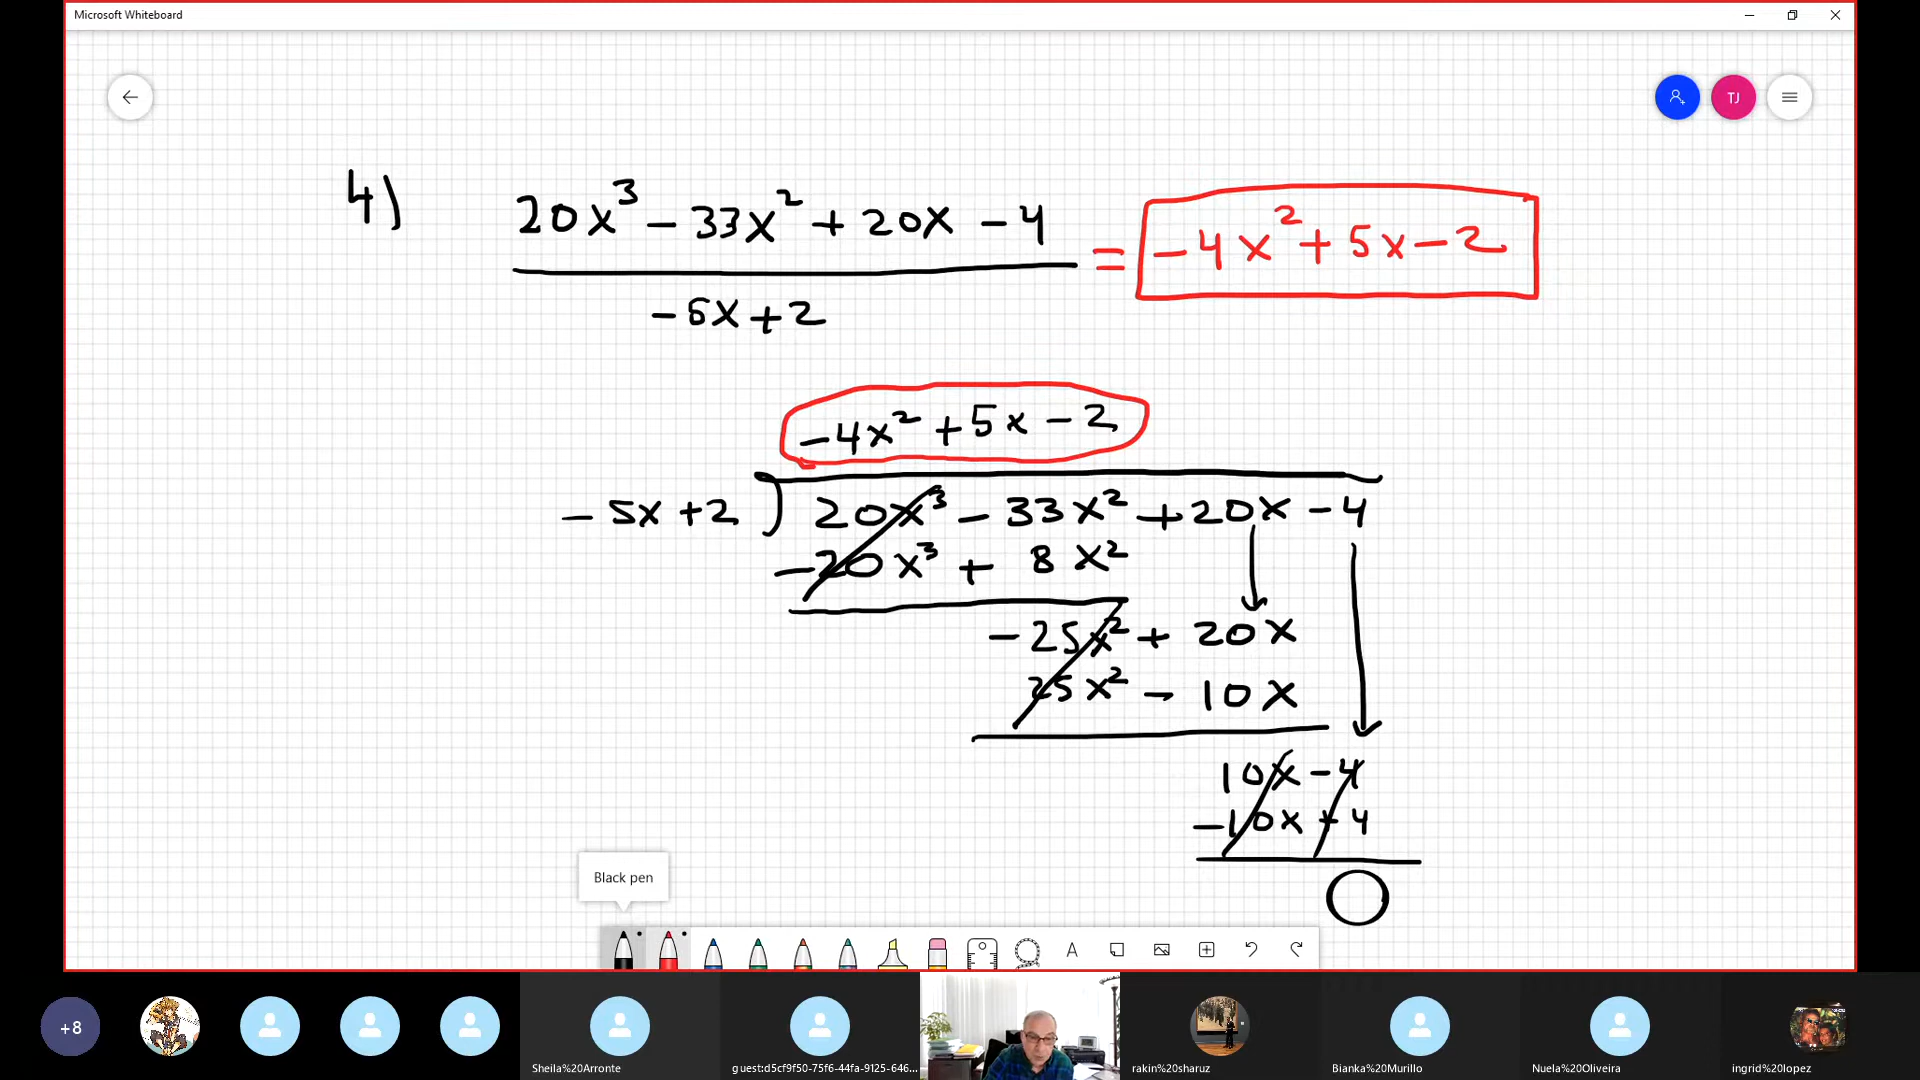 Microsoft Whiteboard
TJ
4) 20x³ - 33x² + 20x - 4
-5x + 2
= -4x² + 5x - 2
-4x² + 5x - 2
-5x + 2 ) 20x³ - 33x² + 20x - 4
-20x³ + 8x²
-25x² + 20x
25x² - 10x
10x - 4
-10x + 4
0
Black pen
A
+8
Sheila%20Arronte
guest:d5cf9f50-75f6-44fa-9125-646...
rakin%20sharuz
Bianka%20Murillo
Nuela%20Oliveira
ingrid%20lopez